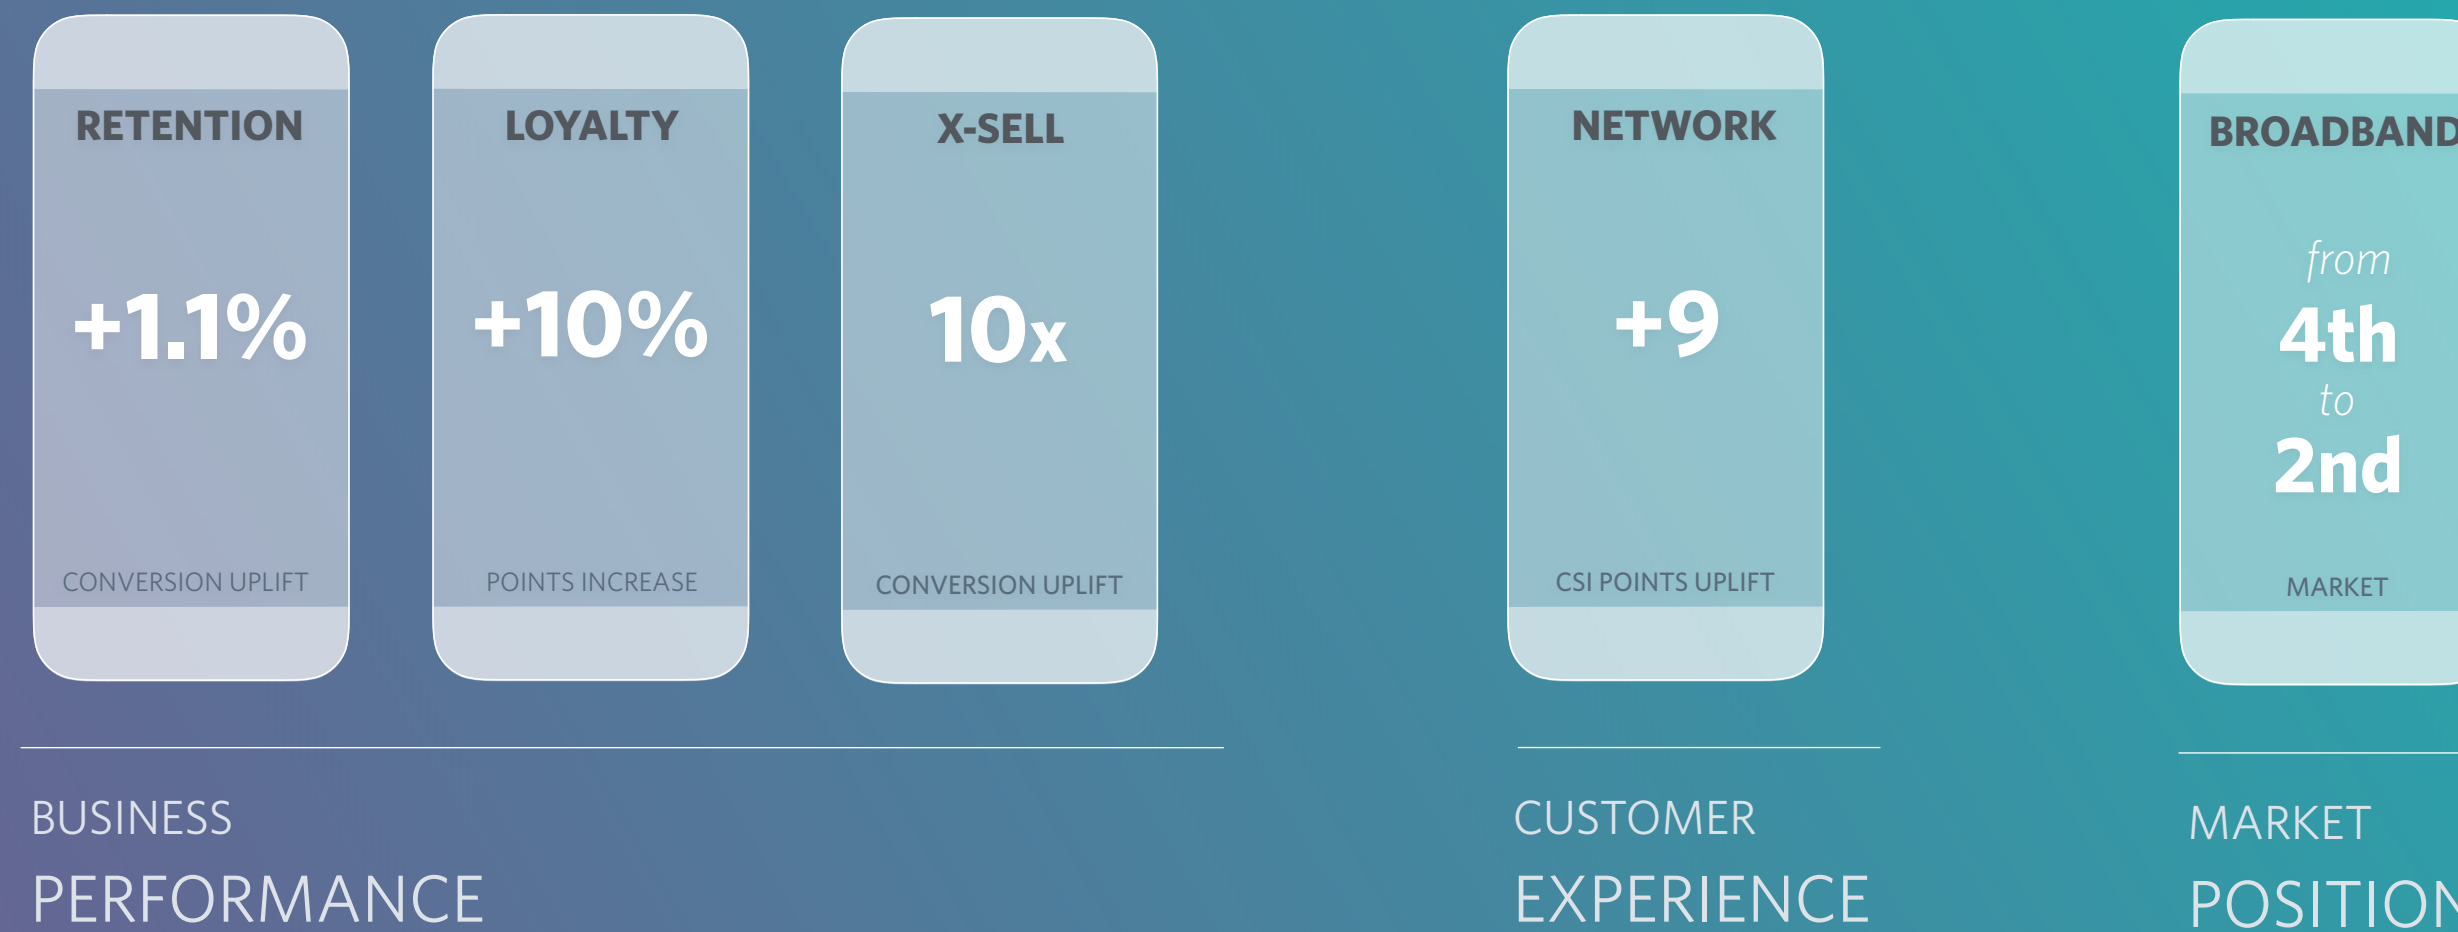 RETENTION
+1.1%
CONVERSION UPLIFT
LOYALTY
+10%
POINTS INCREASE
X-SELL
10x
CONVERSION UPLIFT
BUSINESS
PERFORMANCE
NETWORK
+9
CSI POINTS UPLIFT
CUSTOMER
EXPERIENCE
BROADBAND
from
4th
to
2nd
MARKET
MARKET
POSITION